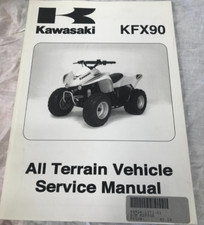 Kawasaki KFX90
All Terrain Vehicle
Service Manual